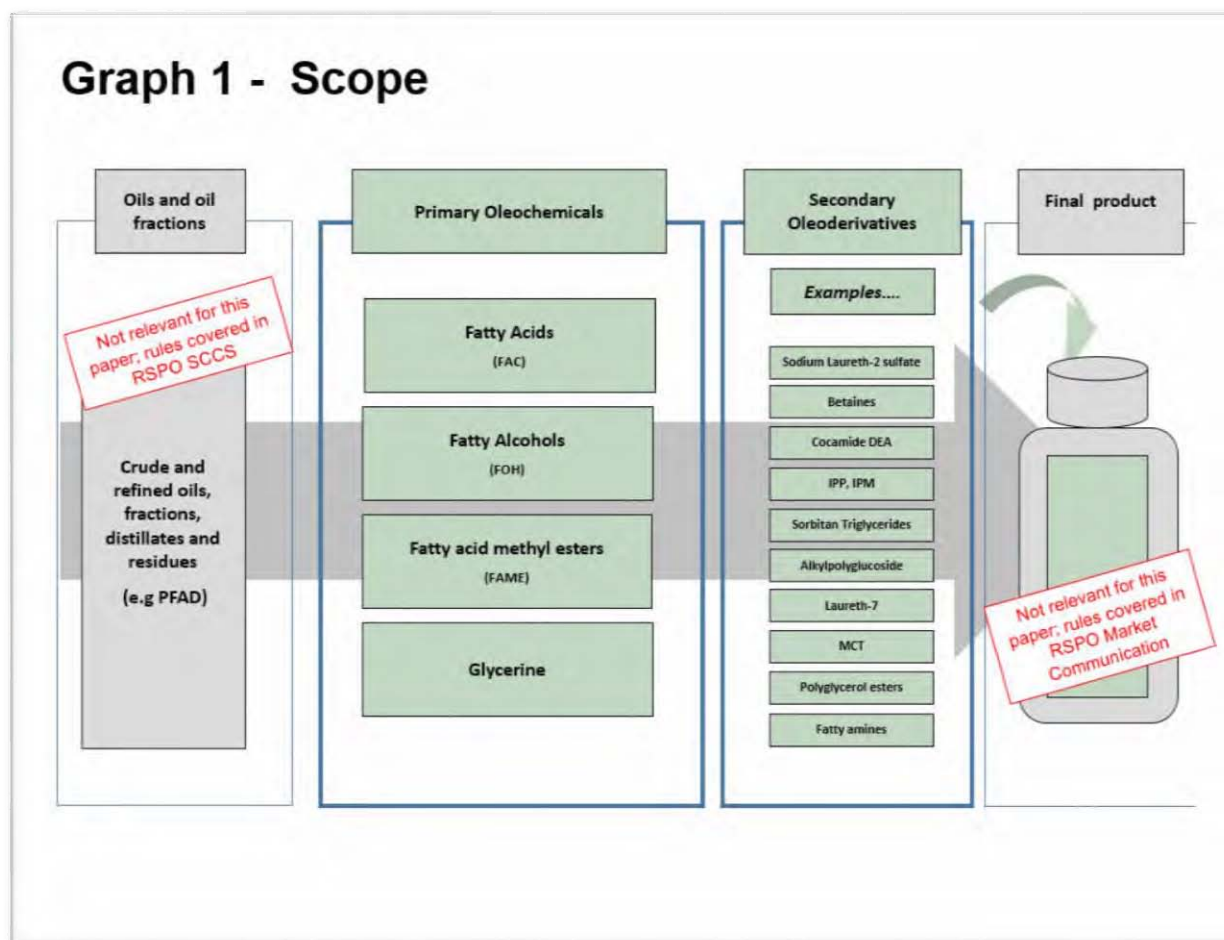 Graph 1 - Scope
Oils and oil
fractions
Not relevant for this
paper; rules covered in
RSPO SCCS
Crude and
refined oils,
fractions,
distillates and
residues
(e.g PFAD)
Primary Oleochemicals
Fatty Acids
(FAC)
Fatty Alcohols
(FOH)
Fatty acid methyl esters
(FAME)
Glycerine
Secondary
Oleoderivatives
Examples....
Sodium Laureth-2 sulfate
Betaines
Cocamide DEA
IPP, IPM
Sorbitan Triglycerides
Alkylpolyglucoside
Laureth-7
MCT
Polyglycerol esters
Fatty amines
Final product
Not relevant for this
paper; rules covered in
RSPO Market
Communication